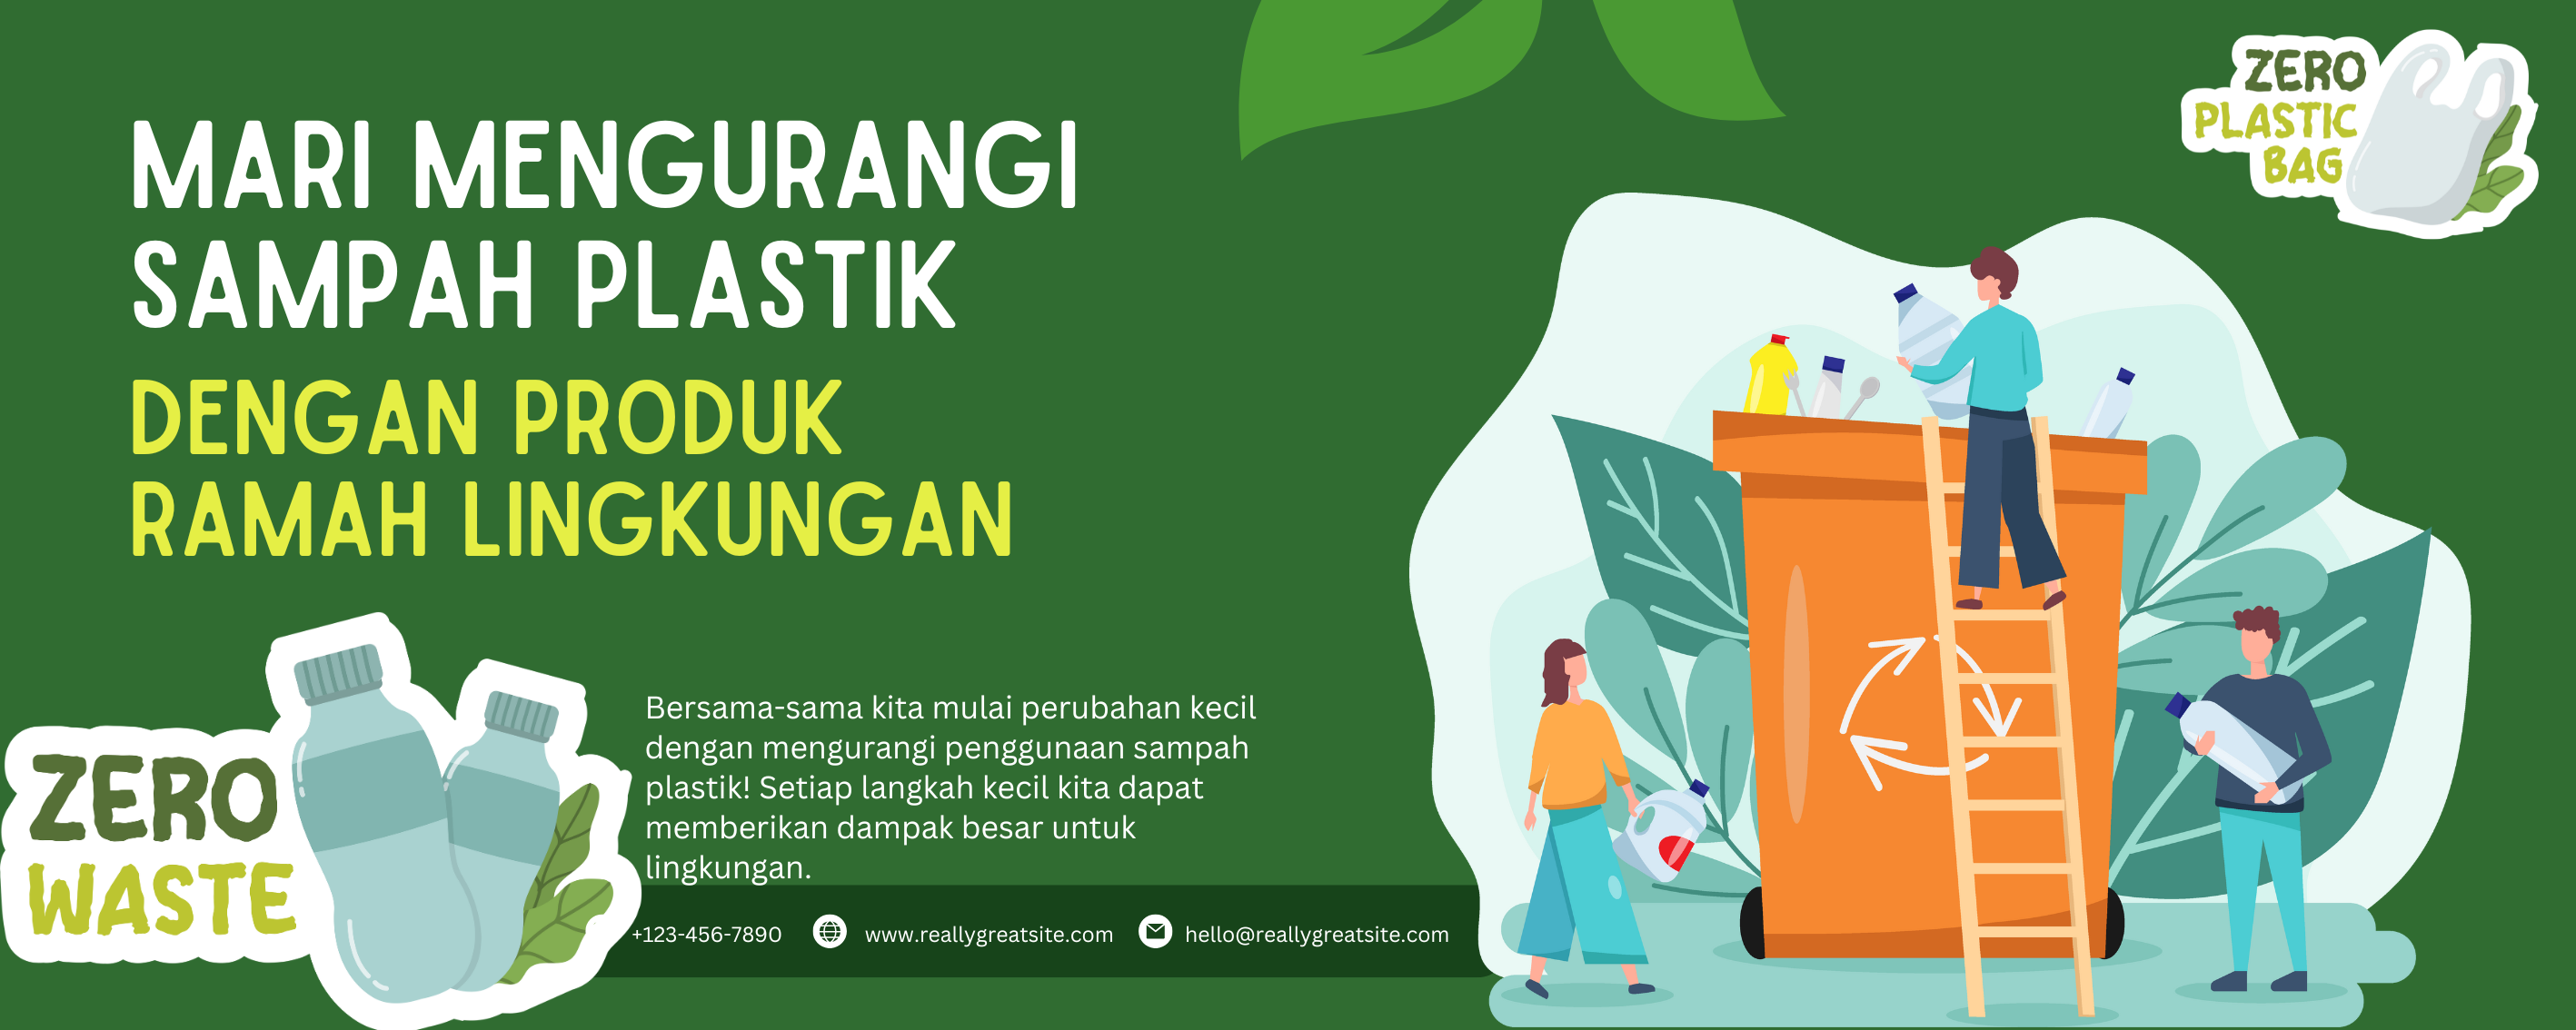 MARI MENGURANGI
SAMPAH PLASTIK
DENGAN PRODUK
RAMAH LINGKUNGAN
ZERO
PLASTIC
BAG
ZERO
WASTE
Bersama-sama kita mulai perubahan kecil
dengan mengurangi penggunaan sampah
plastik! Setiap langkah kecil kita dapat
memberikan dampak besar untuk
lingkungan.
+123-456-7890 www.reallygreatsite.com hello@reallygreatsite.com